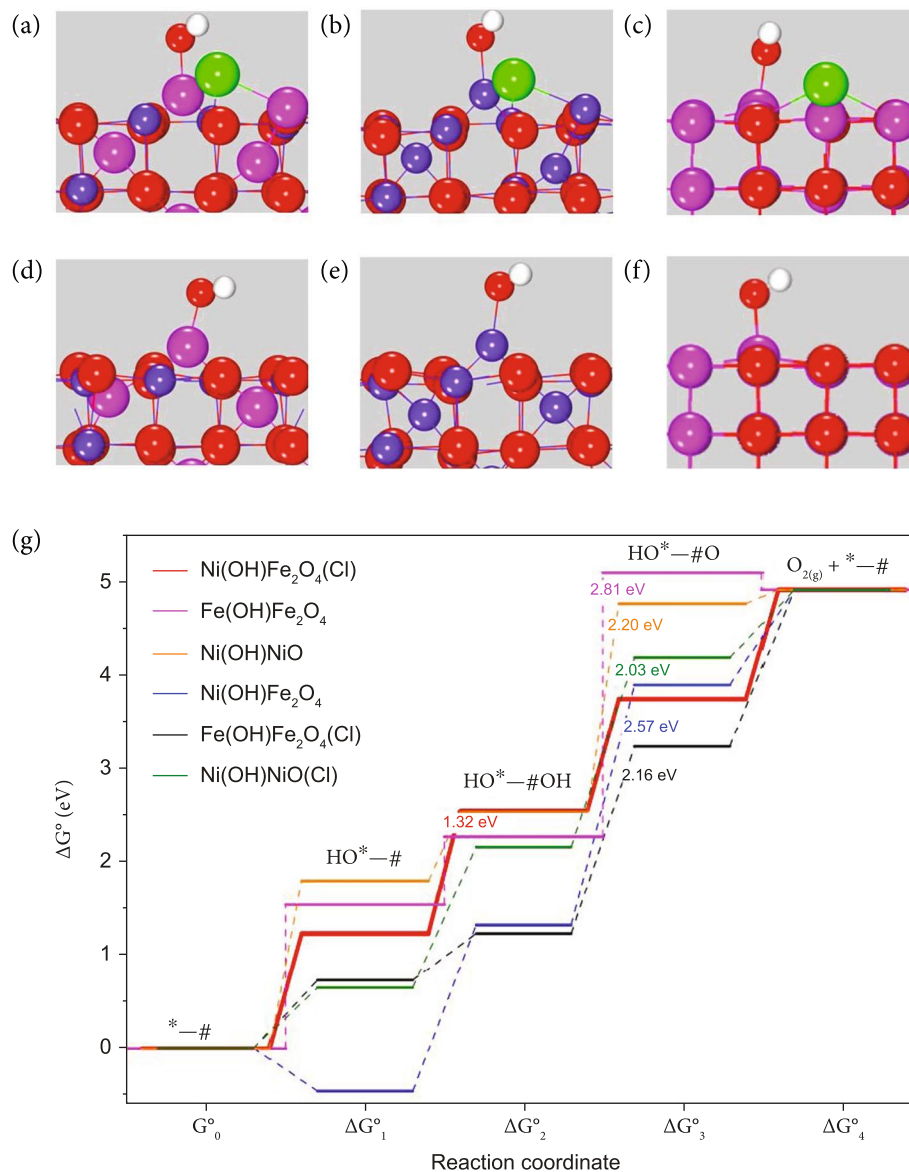 (a)
(b)
(c)
(d)
(e)
(f)
(g)
Ni(OH)Fe₂O₄(Cl)
Fe(OH)Fe₂O₄
Ni(OH)NiO
Ni(OH)Fe₂O₄
Fe(OH)Fe₂O₄(Cl)
Ni(OH)NiO(Cl)
HO*—#O
O₂₍g₎ + *—#
2.81 eV
2.20 eV
2.03 eV
2.57 eV
2.16 eV
HO*—#OH
1.32 eV
HO*—#
*—#
5
4
3
2
1
0
ΔG° (eV)
G°₀
ΔG°₁
ΔG°₂
ΔG°₃
ΔG°₄
Reaction coordinate